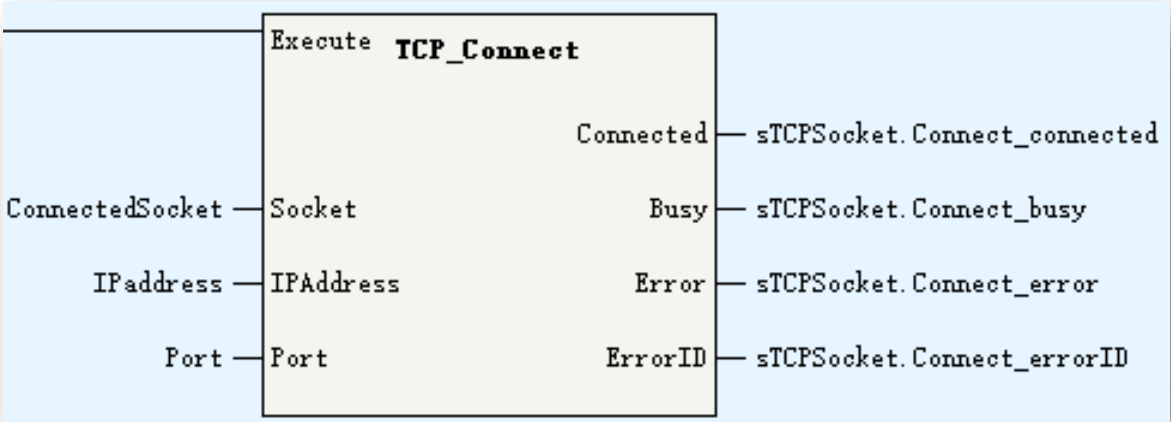 Execute TCP_Connect
Connected sTCPSocket.Connect_connected
ConnectedSocket Socket Busy sTCPSocket.Connect_busy
IPaddress IPAddress Error sTCPSocket.Connect_error
Port Port ErrorID sTCPSocket.Connect_errorID